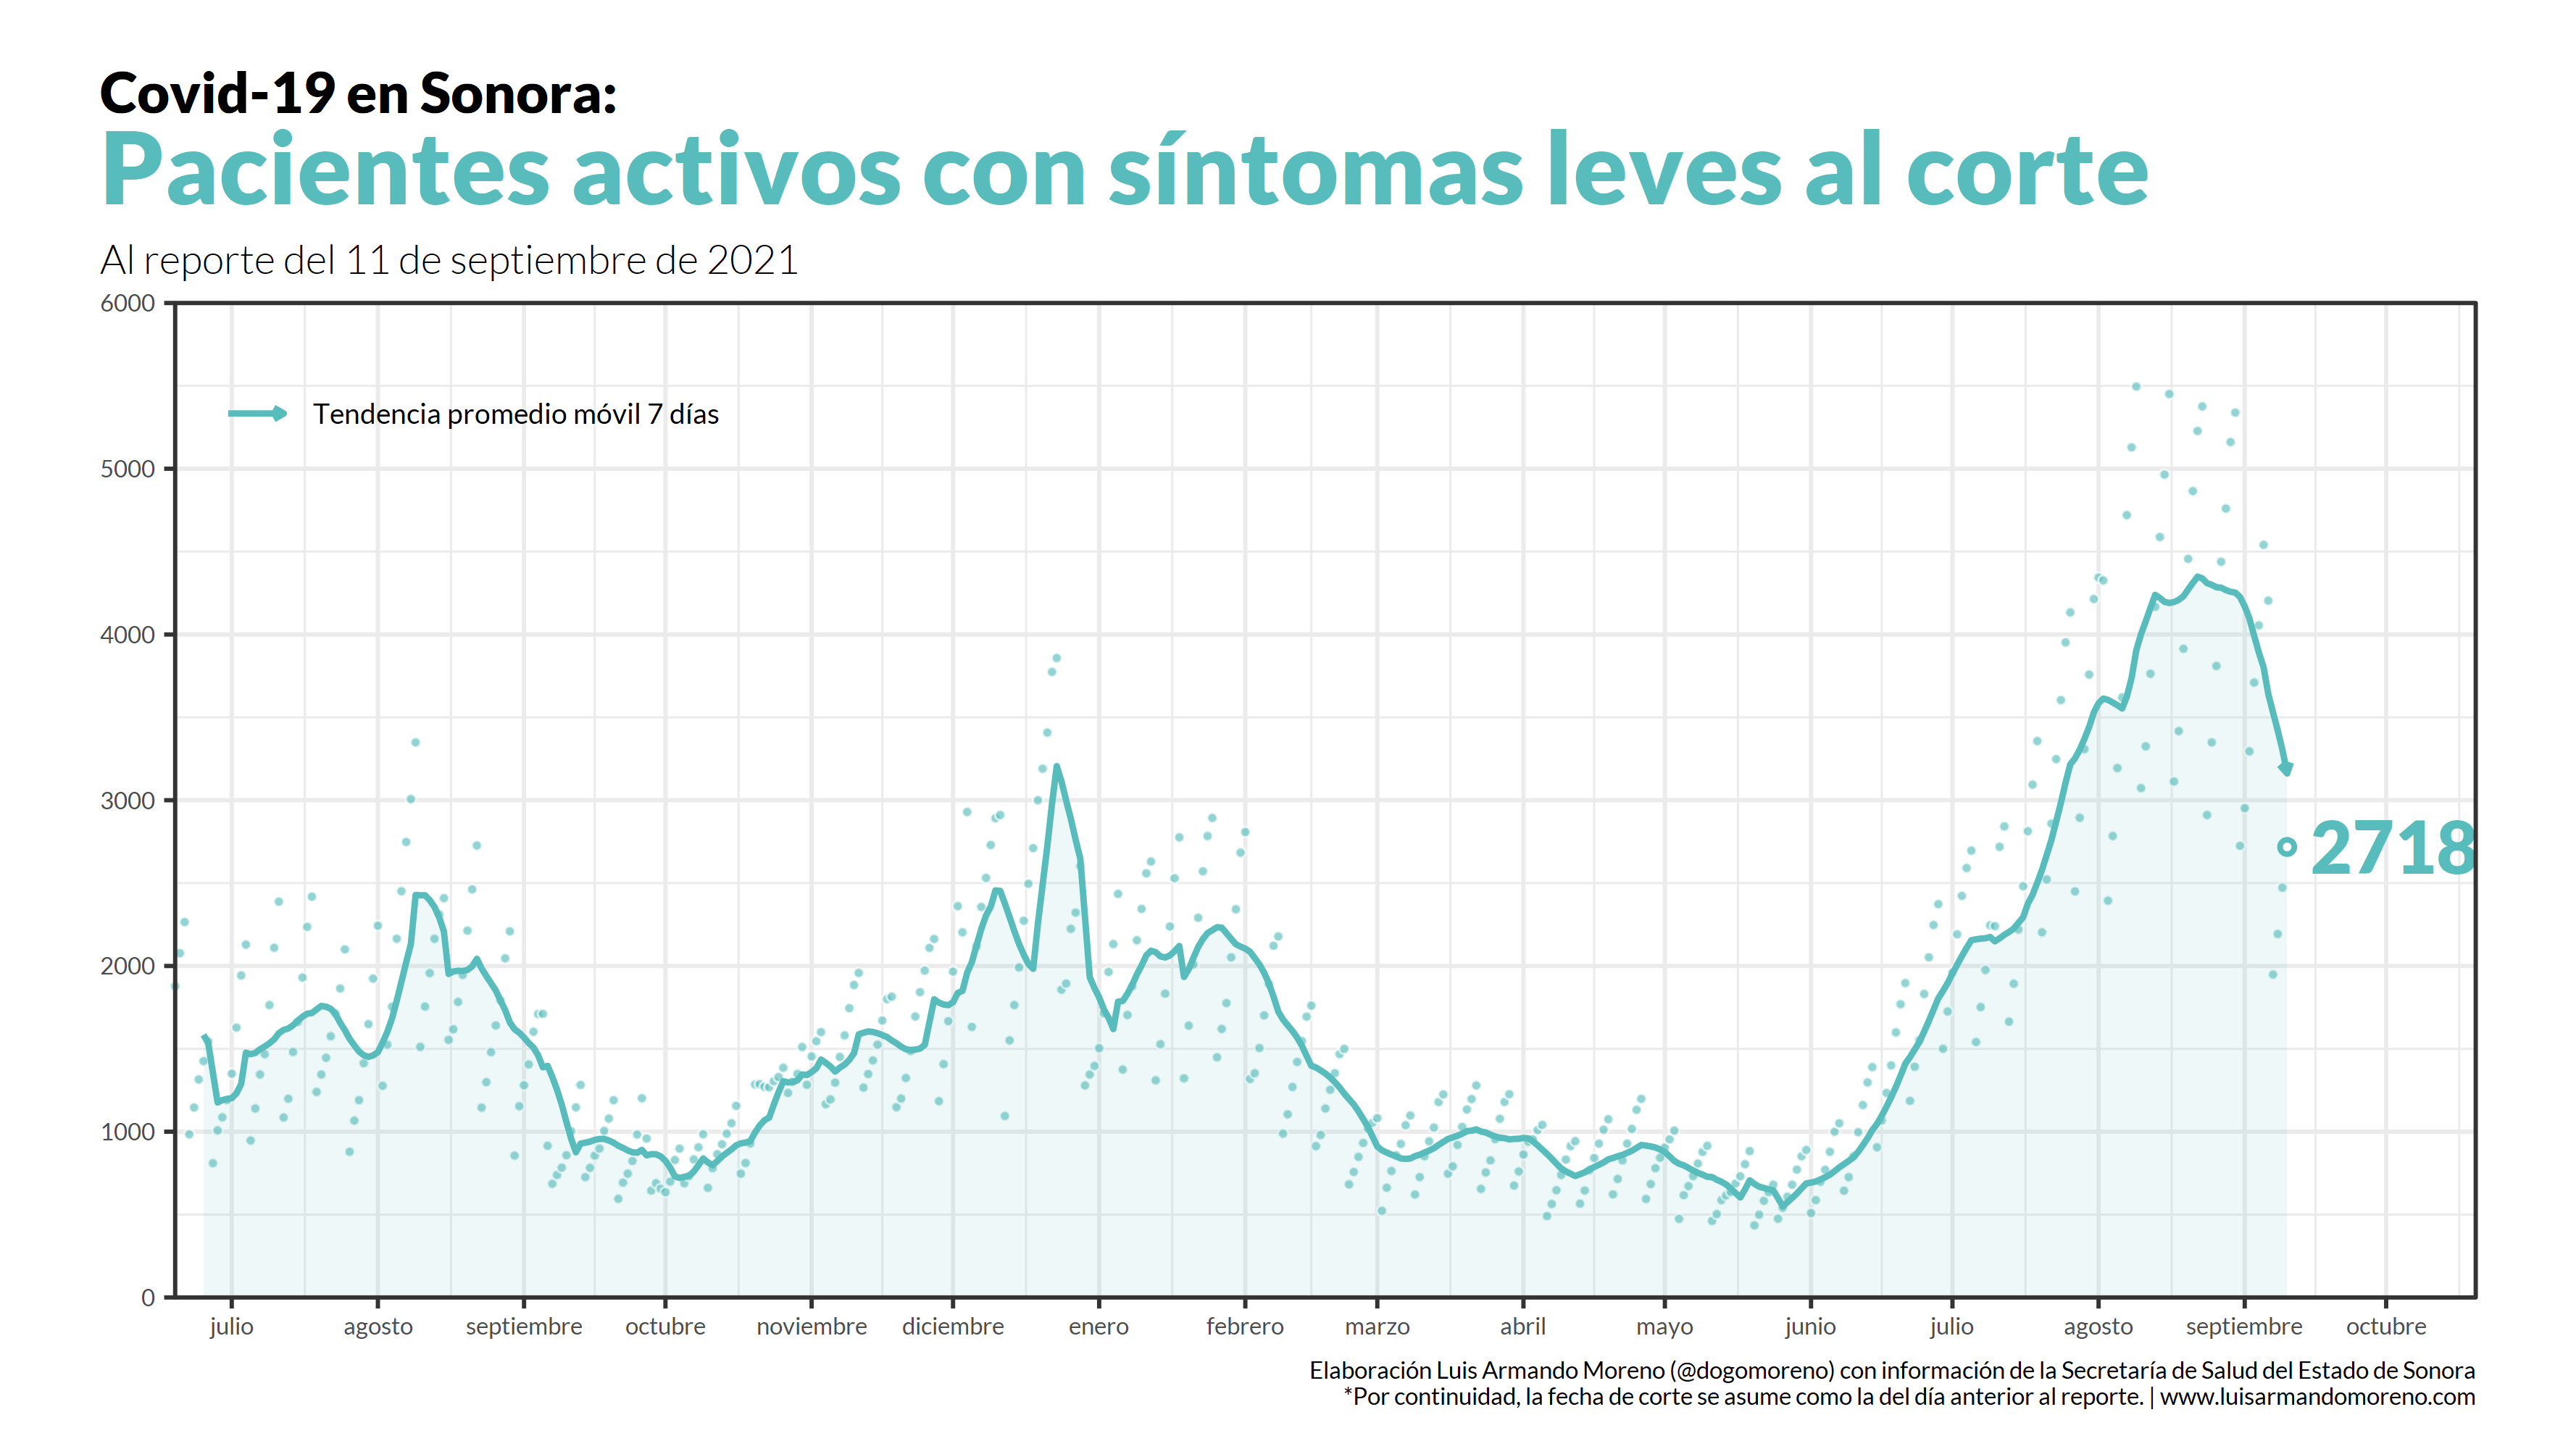 Covid-19 en Sonora:
Pacientes activos con síntomas leves al corte
Al reporte del 11 de septiembre de 2021
6000
Tendencia promedio móvil 7 días
5000
4000
3000
2718
2000
1000
0
julio agosto septiembre octubre noviembre diciembre enero febrero marzo abril mayo junio julio agosto septiembre octubre
Elaboración Luis Armando Moreno (@dogomoreno) con información de la Secretaría de Salud del Estado de Sonora
*Por continuidad, la fecha de corte se asume como la del día anterior al reporte. | www.luisarmandomoreno.com